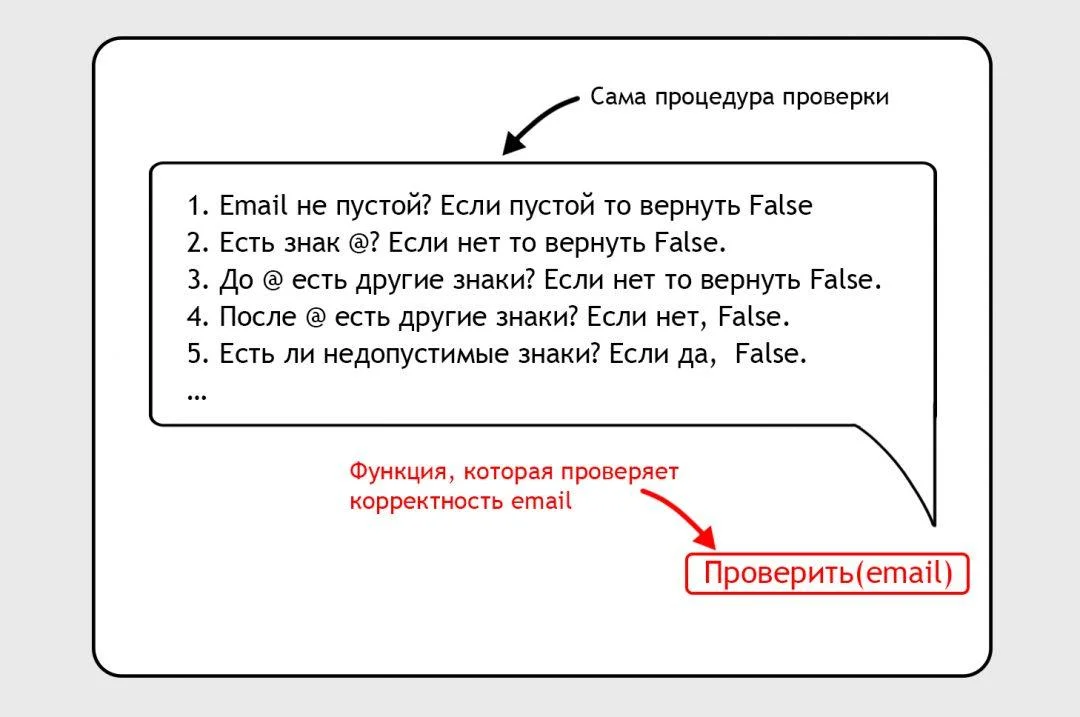 Сама процедура проверки
1. Email не пустой? Если пустой то вернуть False
2. Есть знак @? Если нет то вернуть False.
3. До @ есть другие знаки? Если нет то вернуть False.
4. После @ есть другие знаки? Если нет, False.
5. Есть ли недопустимые знаки? Если да,  False.
...
Функция, которая проверяет
корректность email
Проверить(email)